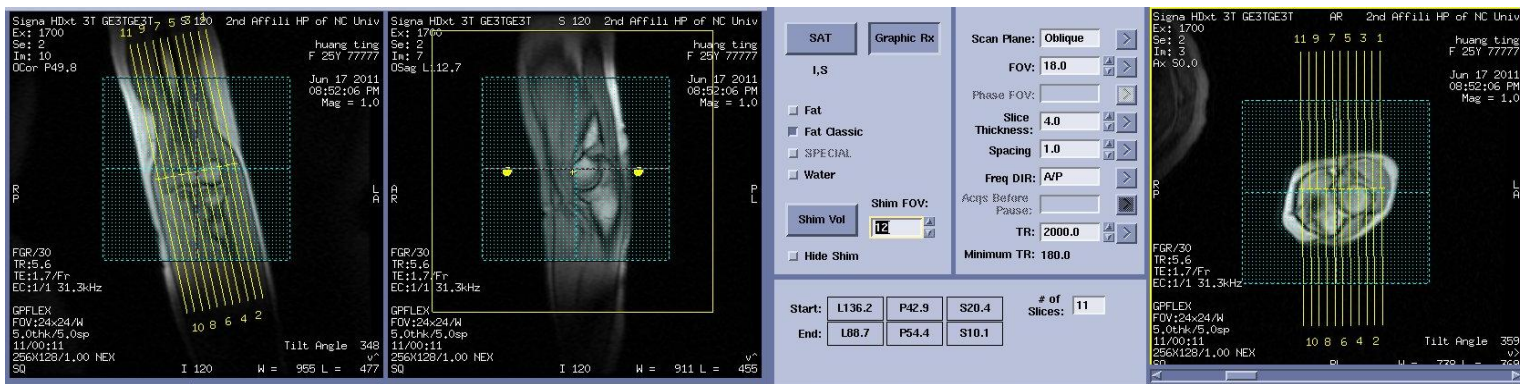 Signa HDxt 3T GE3TGE3T S 120 2nd Affili HP of NC Univ
Ex: 1700
Se: 2
Im: 10
OCor P49.8
11 9 7 5 3 1
huang ting
F 25Y 77777
Jun 17 2011
08:52:06 PM
Mag = 1.0
R
P
L
A
FGR/30
TR:5.6
TE:1.7/Fr
EC:1/1 31.3kHz
GPFLEX
FOV:24x24/W
5.0thk/5.0sp
11/00:11
256X128/1.00 NEX
SQ
10 8 6 4 2
Tilt Angle 348
v^
I 120 W = 955 L = 477
Signa HDxt 3T GE3TGE3T S 120 2nd Affili HP of NC Univ
Ex: 1700
Se: 2
Im: 7
OSag L112.7
huang ting
F 25Y 77777
Jun 17 2011
08:52:06 PM
Mag = 1.0
A
R
P
L
FGR/30
TR:5.6
TE:1.7/Fr
EC:1/1 31.3kHz
GPFLEX
FOV:24x24/W
5.0thk/5.0sp
11/00:11
256X128/1.00 NEX
SQ
v^
I 120 W = 911 L = 455
SAT
Graphic Rx
I,S
Fat
Fat Classic
SPECIAL
Water
Shim Vol
Shim FOV:
12
Hide Shim
Scan Plane: Oblique
FOV: 18.0
Phase FOV:
Slice Thickness: 4.0
Spacing 1.0
Freq DIR: A/P
Acqs Before Pause:
TR: 2000.0
Minimum TR: 180.0
Start: L136.2 P42.9 S20.4
End: L88.7 P54.4 S10.1
# of Slices: 11
Signa HDxt 3T GE3TGE3T AR 2nd Affili HP of NC Univ
Ex: 1700
Se: 2
Im: 3
Ax S0.0
11 9 7 5 3 1
huang ting
F 25Y 77777
Jun 17 2011
08:52:06 PM
Mag = 1.0
R
P
L
A
FGR/30
TR:5.6
TE:1.7/Fr
EC:1/1 31.3kHz
GPFLEX
FOV:24x24/W
5.0thk/5.0sp
11/00:11
256X128/1.00 NEX
SQ
10 8 6 4 2
Tilt Angle 359
v>